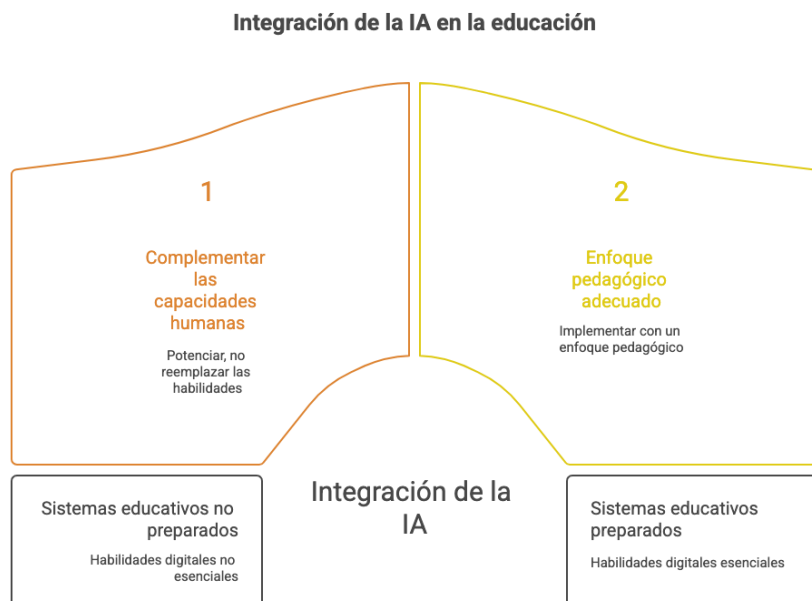 Integración de la IA en la educación
1
Complementar
las
capacidades
humanas
Potenciar, no
reemplazar las
habilidades
2
Enfoque
pedagógico
adecuado
Implementar con un
enfoque pedagógico
Sistemas educativos no
preparados
Habilidades digitales no
esenciales
Integración de la
IA
Sistemas educativos
preparados
Habilidades digitales esenciales